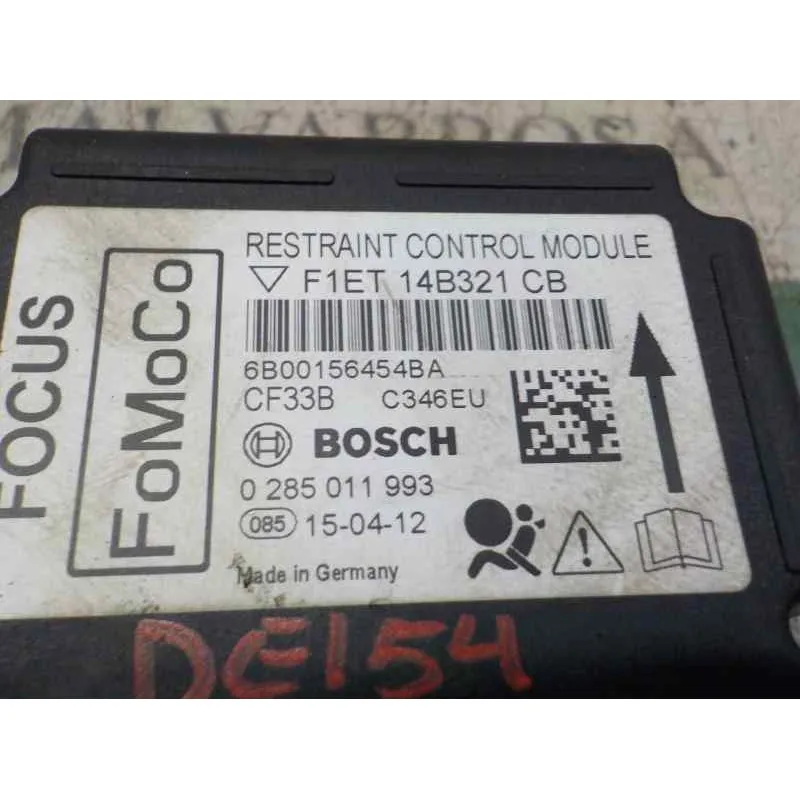 MALVAROSA
FOCUS
FoMoCo
RESTRAINT CONTROL MODULE
F1ET 14B321 CB
6B00156454BA
CF33B C346EU
BOSCH
0 285 011 993
085 15-04-12
Made in Germany
DE154